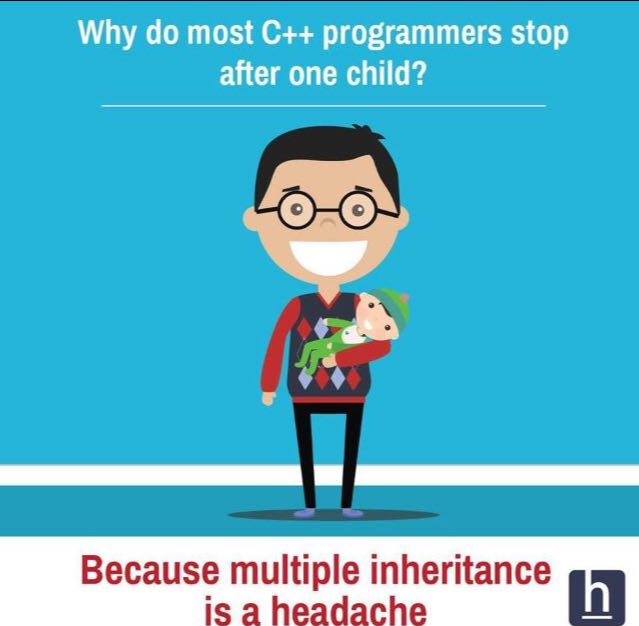 Why do most C++ programmers stop
after one child?
Because multiple inheritance
is a headache
h